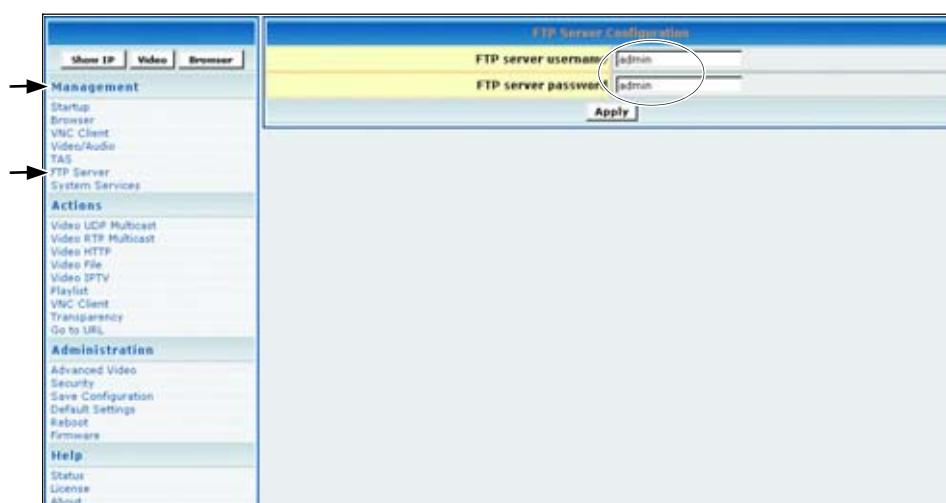 FTP Server Configuration
Show IP Video Browser
FTP server username admin
FTP server password admin
Apply
Management
Startup
Browser
VNC Client
Video/Audio
TAS
FTP Server
System Services
Actions
Video UDP Multicast
Video RTP Multicast
Video HTTP
Video File
Video IPTV
Playlist
VNC Client
Transparency
Go to URL
Administration
Advanced Video
Security
Save Configuration
Default Settings
Reboot
Firmware
Help
Status
License
About